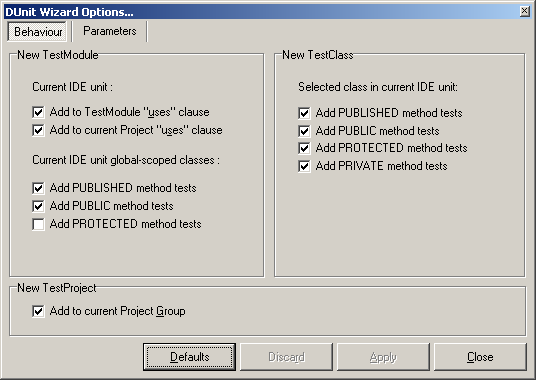 DUnit Wizard Options...
Behaviour
Parameters
New TestModule
Current IDE unit :
Add to TestModule "uses" clause
Add to current Project "uses" clause
Current IDE unit global-scoped classes :
Add PUBLISHED method tests
Add PUBLIC method tests
Add PROTECTED method tests
New TestClass
Selected class in current IDE unit:
Add PUBLISHED method tests
Add PUBLIC method tests
Add PROTECTED method tests
Add PRIVATE method tests
New TestProject
Add to current Project Group
Defaults
Discard
Apply
Close